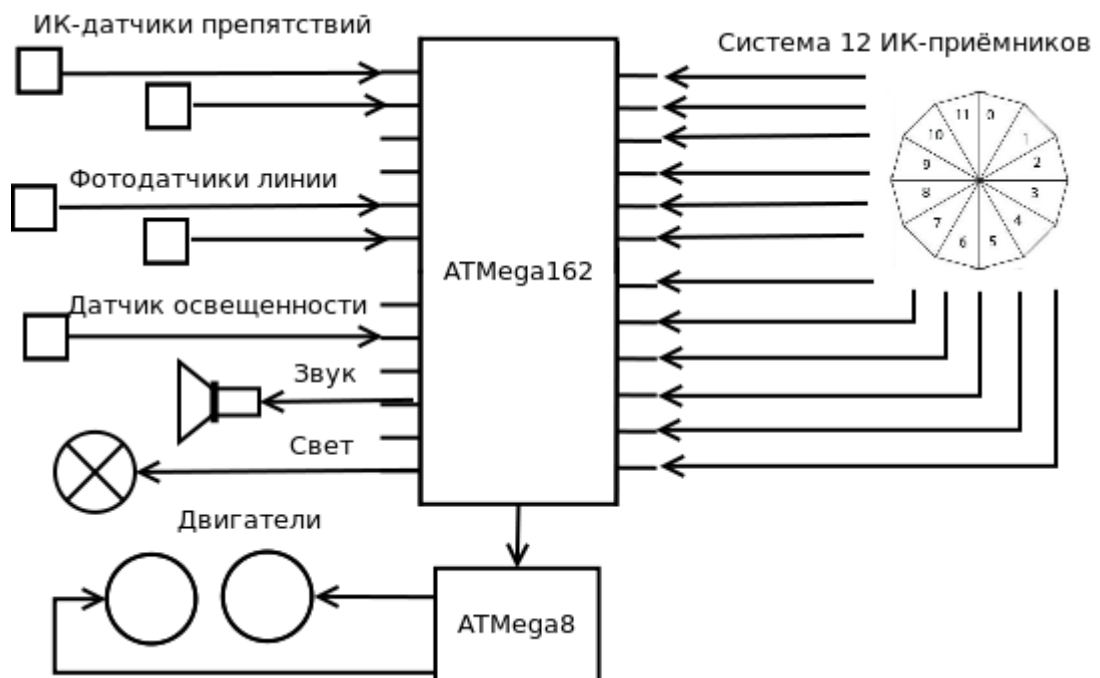 ИК-датчики препятствий
Система 12 ИК-приёмников
11 0
10 1
9 2
8 3
7 4
6 5
Фотодатчики линии
ATMega162
Датчик освещенности
Звук
Свет
Двигатели
ATMega8